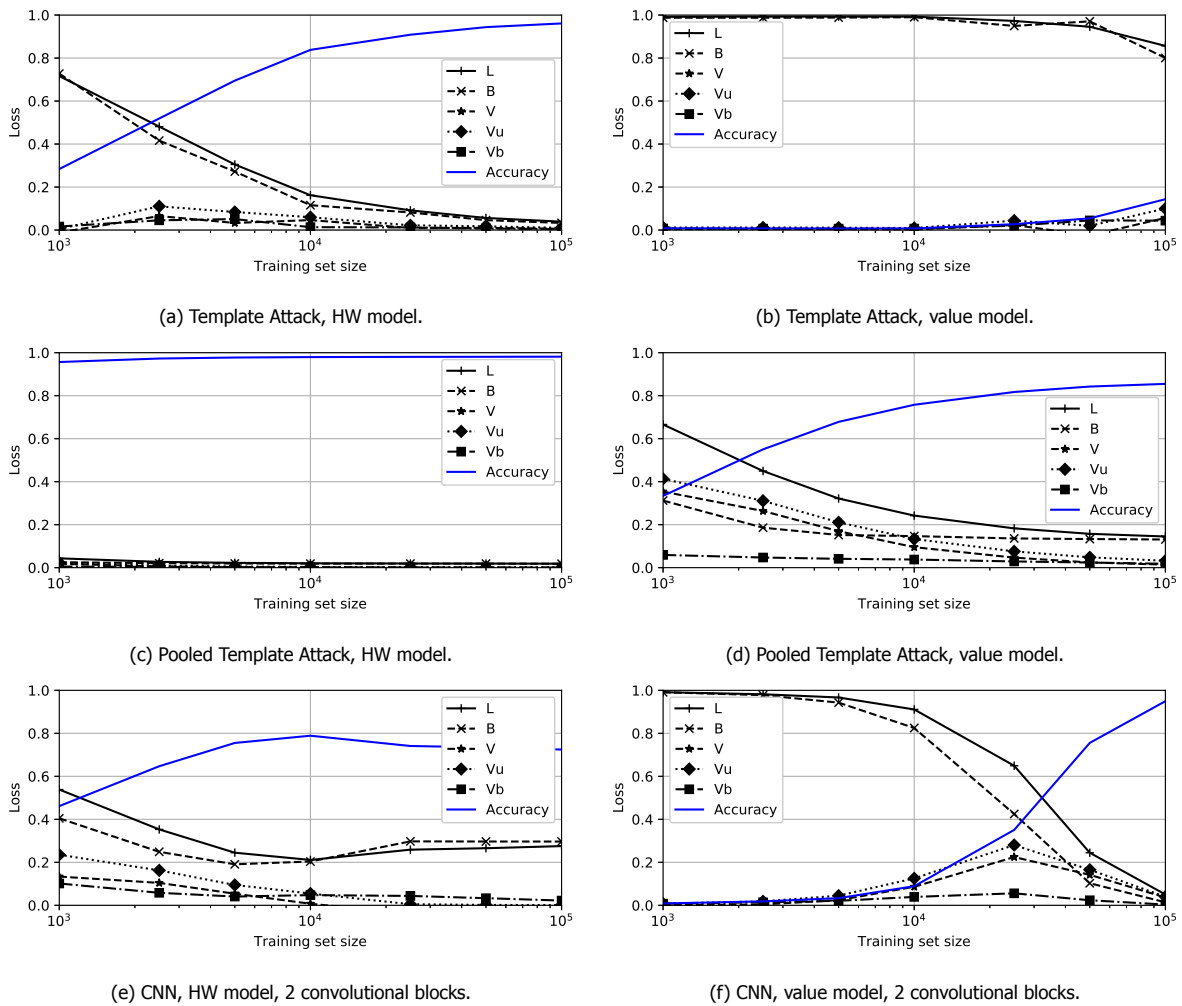 1.0
0.8
0.6
0.4
0.2
0.0
Loss
10³ 10⁴ 10⁵
Training set size
L
B
V
Vu
Vb
Accuracy
(a) Template Attack, HW model.
1.0
0.8
0.6
0.4
0.2
0.0
Loss
10³ 10⁴ 10⁵
Training set size
L
B
V
Vu
Vb
Accuracy
(b) Template Attack, value model.
1.0
0.8
0.6
0.4
0.2
0.0
Loss
10³ 10⁴ 10⁵
Training set size
L
B
V
Vu
Vb
Accuracy
(c) Pooled Template Attack, HW model.
1.0
0.8
0.6
0.4
0.2
0.0
Loss
10³ 10⁴ 10⁵
Training set size
L
B
V
Vu
Vb
Accuracy
(d) Pooled Template Attack, value model.
1.0
0.8
0.6
0.4
0.2
0.0
Loss
10³ 10⁴ 10⁵
Training set size
L
B
V
Vu
Vb
Accuracy
(e) CNN, HW model, 2 convolutional blocks.
1.0
0.8
0.6
0.4
0.2
0.0
Loss
10³ 10⁴ 10⁵
Training set size
L
B
V
Vu
Vb
Accuracy
(f) CNN, value model, 2 convolutional blocks.